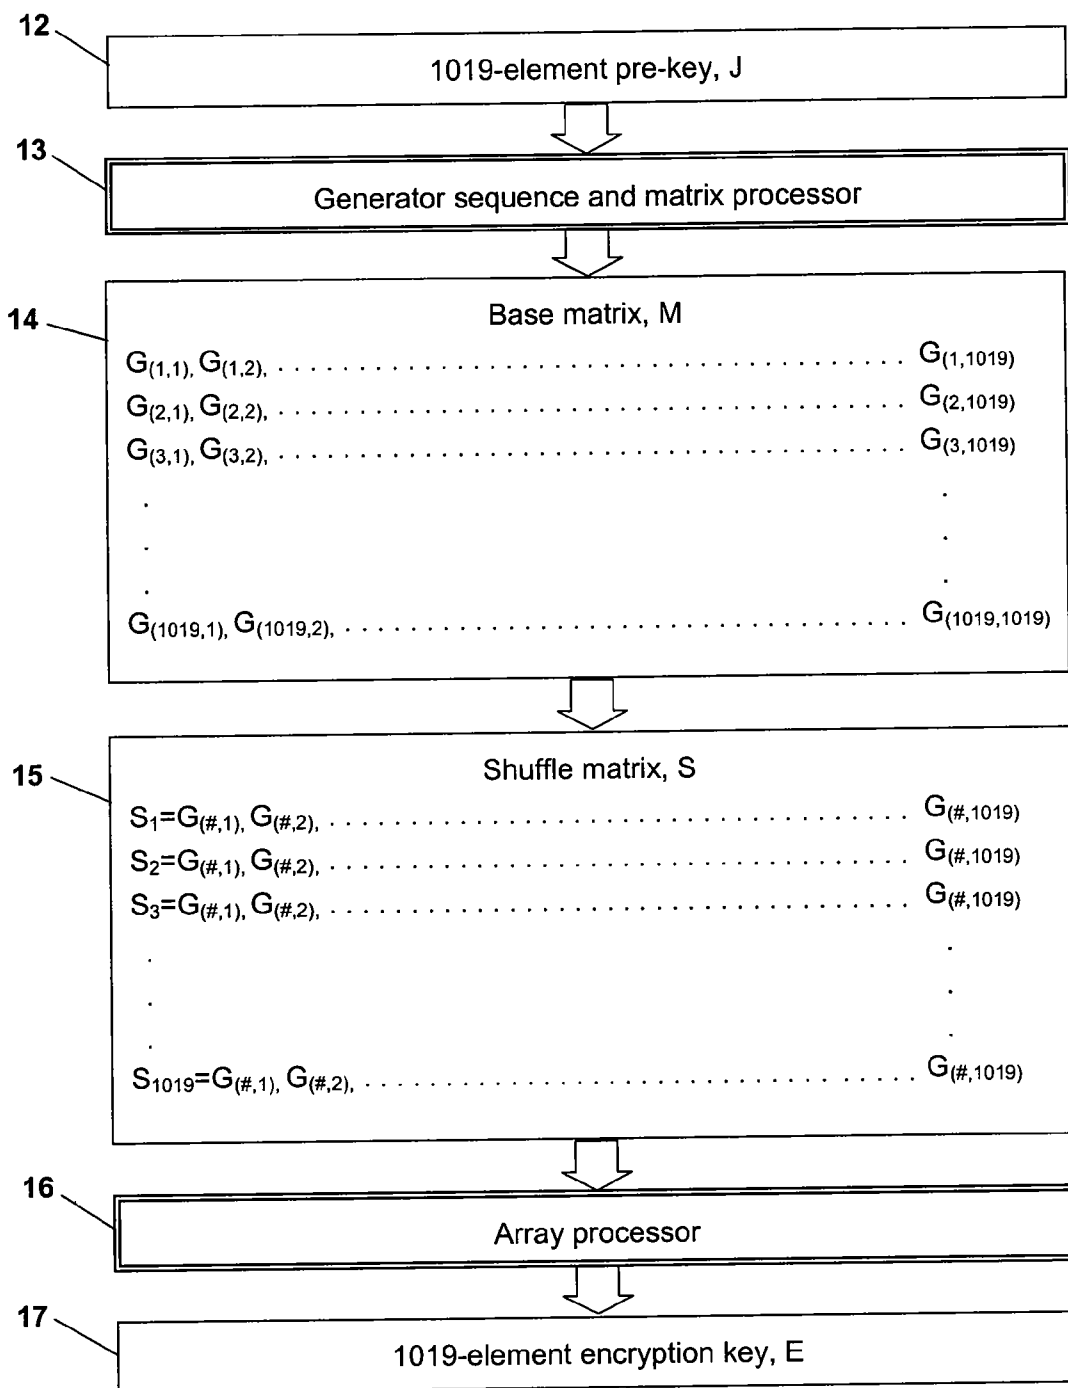 12
1019-element pre-key, J
13
Generator sequence and matrix processor
14
Base matrix, M
G(1,1), G(1,2), . . . . . . . . . . . . . . . . . . . . . . . . . . . . . . . . . . . . . . G(1,1019)
G(2,1), G(2,2), . . . . . . . . . . . . . . . . . . . . . . . . . . . . . . . . . . . . . . G(2,1019)
G(3,1), G(3,2), . . . . . . . . . . . . . . . . . . . . . . . . . . . . . . . . . . . . . . G(3,1019)
. .
. .
. .
G(1019,1), G(1019,2), . . . . . . . . . . . . . . . . . . . . . . . . . . . . . . . . . . G(1019,1019)
15
Shuffle matrix, S
S1=G(#,1), G(#,2), . . . . . . . . . . . . . . . . . . . . . . . . . . . . . . . . . . . G(#,1019)
S2=G(#,1), G(#,2), . . . . . . . . . . . . . . . . . . . . . . . . . . . . . . . . . . . G(#,1019)
S3=G(#,1), G(#,2), . . . . . . . . . . . . . . . . . . . . . . . . . . . . . . . . . . . G(#,1019)
. .
. .
. .
S1019=G(#,1), G(#,2), . . . . . . . . . . . . . . . . . . . . . . . . . . . . . . . . . G(#,1019)
16
Array processor
17
1019-element encryption key, E